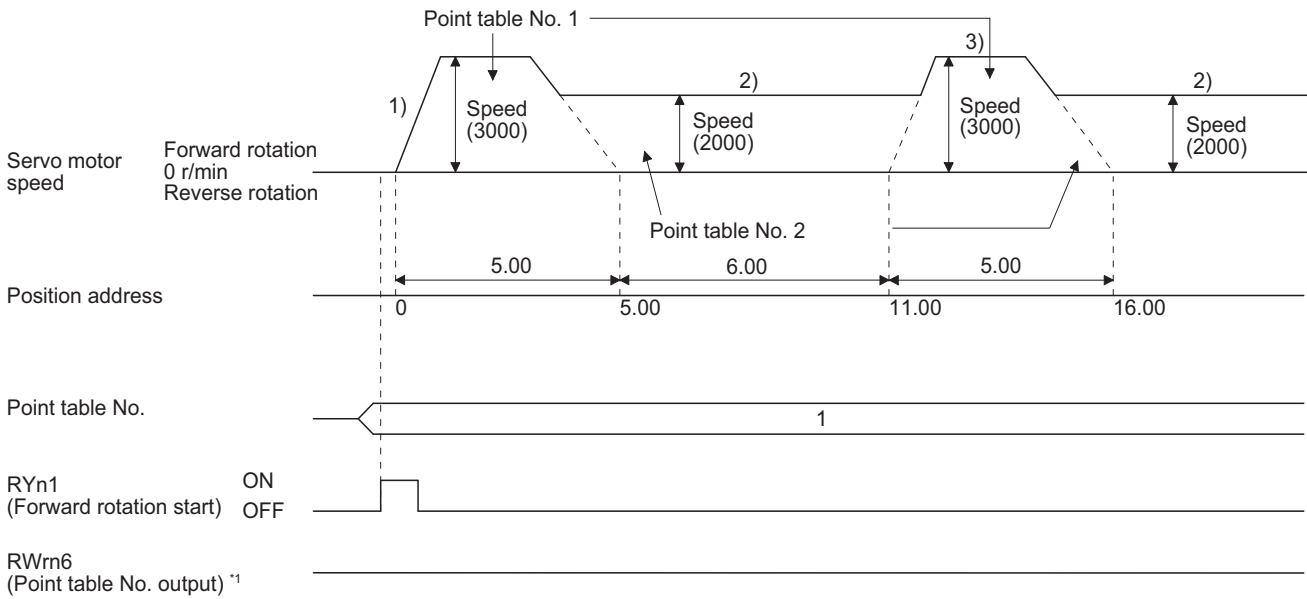 Point table No. 1
1)
Speed
(3000)
2)
Speed
(2000)
3)
Speed
(3000)
2)
Speed
(2000)
Servo motor
speed
Forward rotation
0 r/min
Reverse rotation
Point table No. 2
5.00
6.00
5.00
Position address
0
5.00
11.00
16.00
Point table No.
1
RYn1
(Forward rotation start)
ON
OFF
RWrn6
(Point table No. output) *1